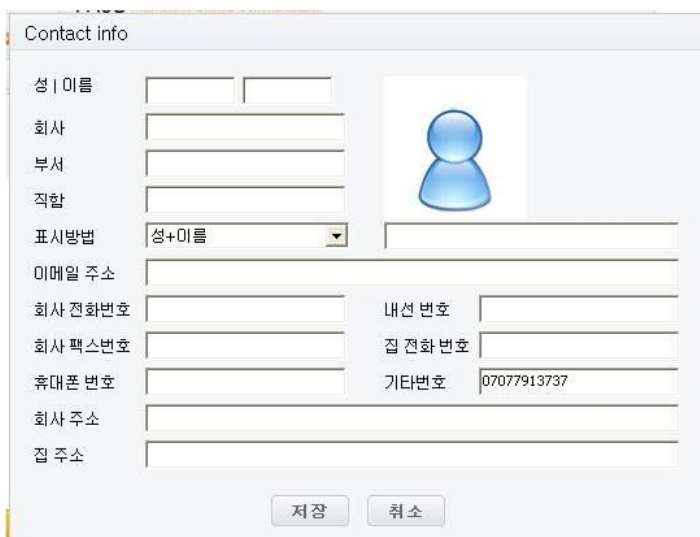 Contact info
성 | 이름
회사
부서
직함
표시방법 성+이름
이메일 주소
회사 전화번호 내선 번호
회사 팩스번호 집 전화 번호
휴대폰 번호 기타번호 07077913737
회사 주소
집 주소
저장 취소